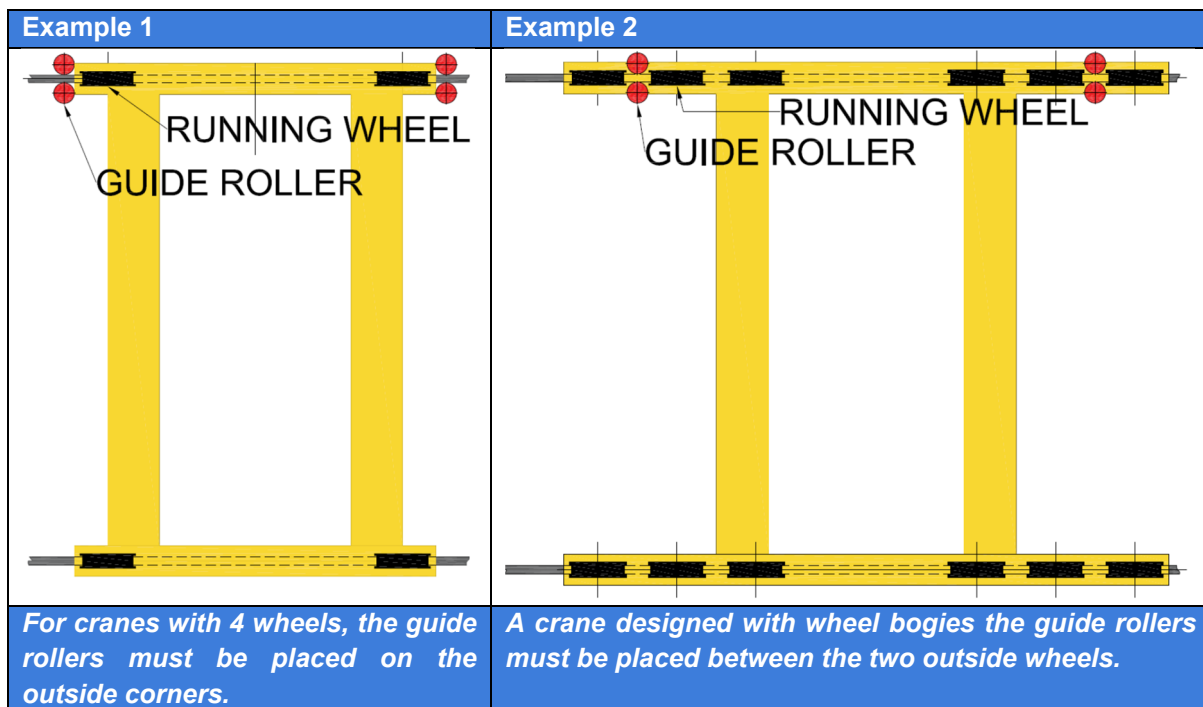 Example 1
Example 2
RUNNING WHEEL
GUIDE ROLLER
RUNNING WHEEL
GUIDE ROLLER
For cranes with 4 wheels, the guide
rollers must be placed on the
outside corners.
A crane designed with wheel bogies the guide rollers
must be placed between the two outside wheels.